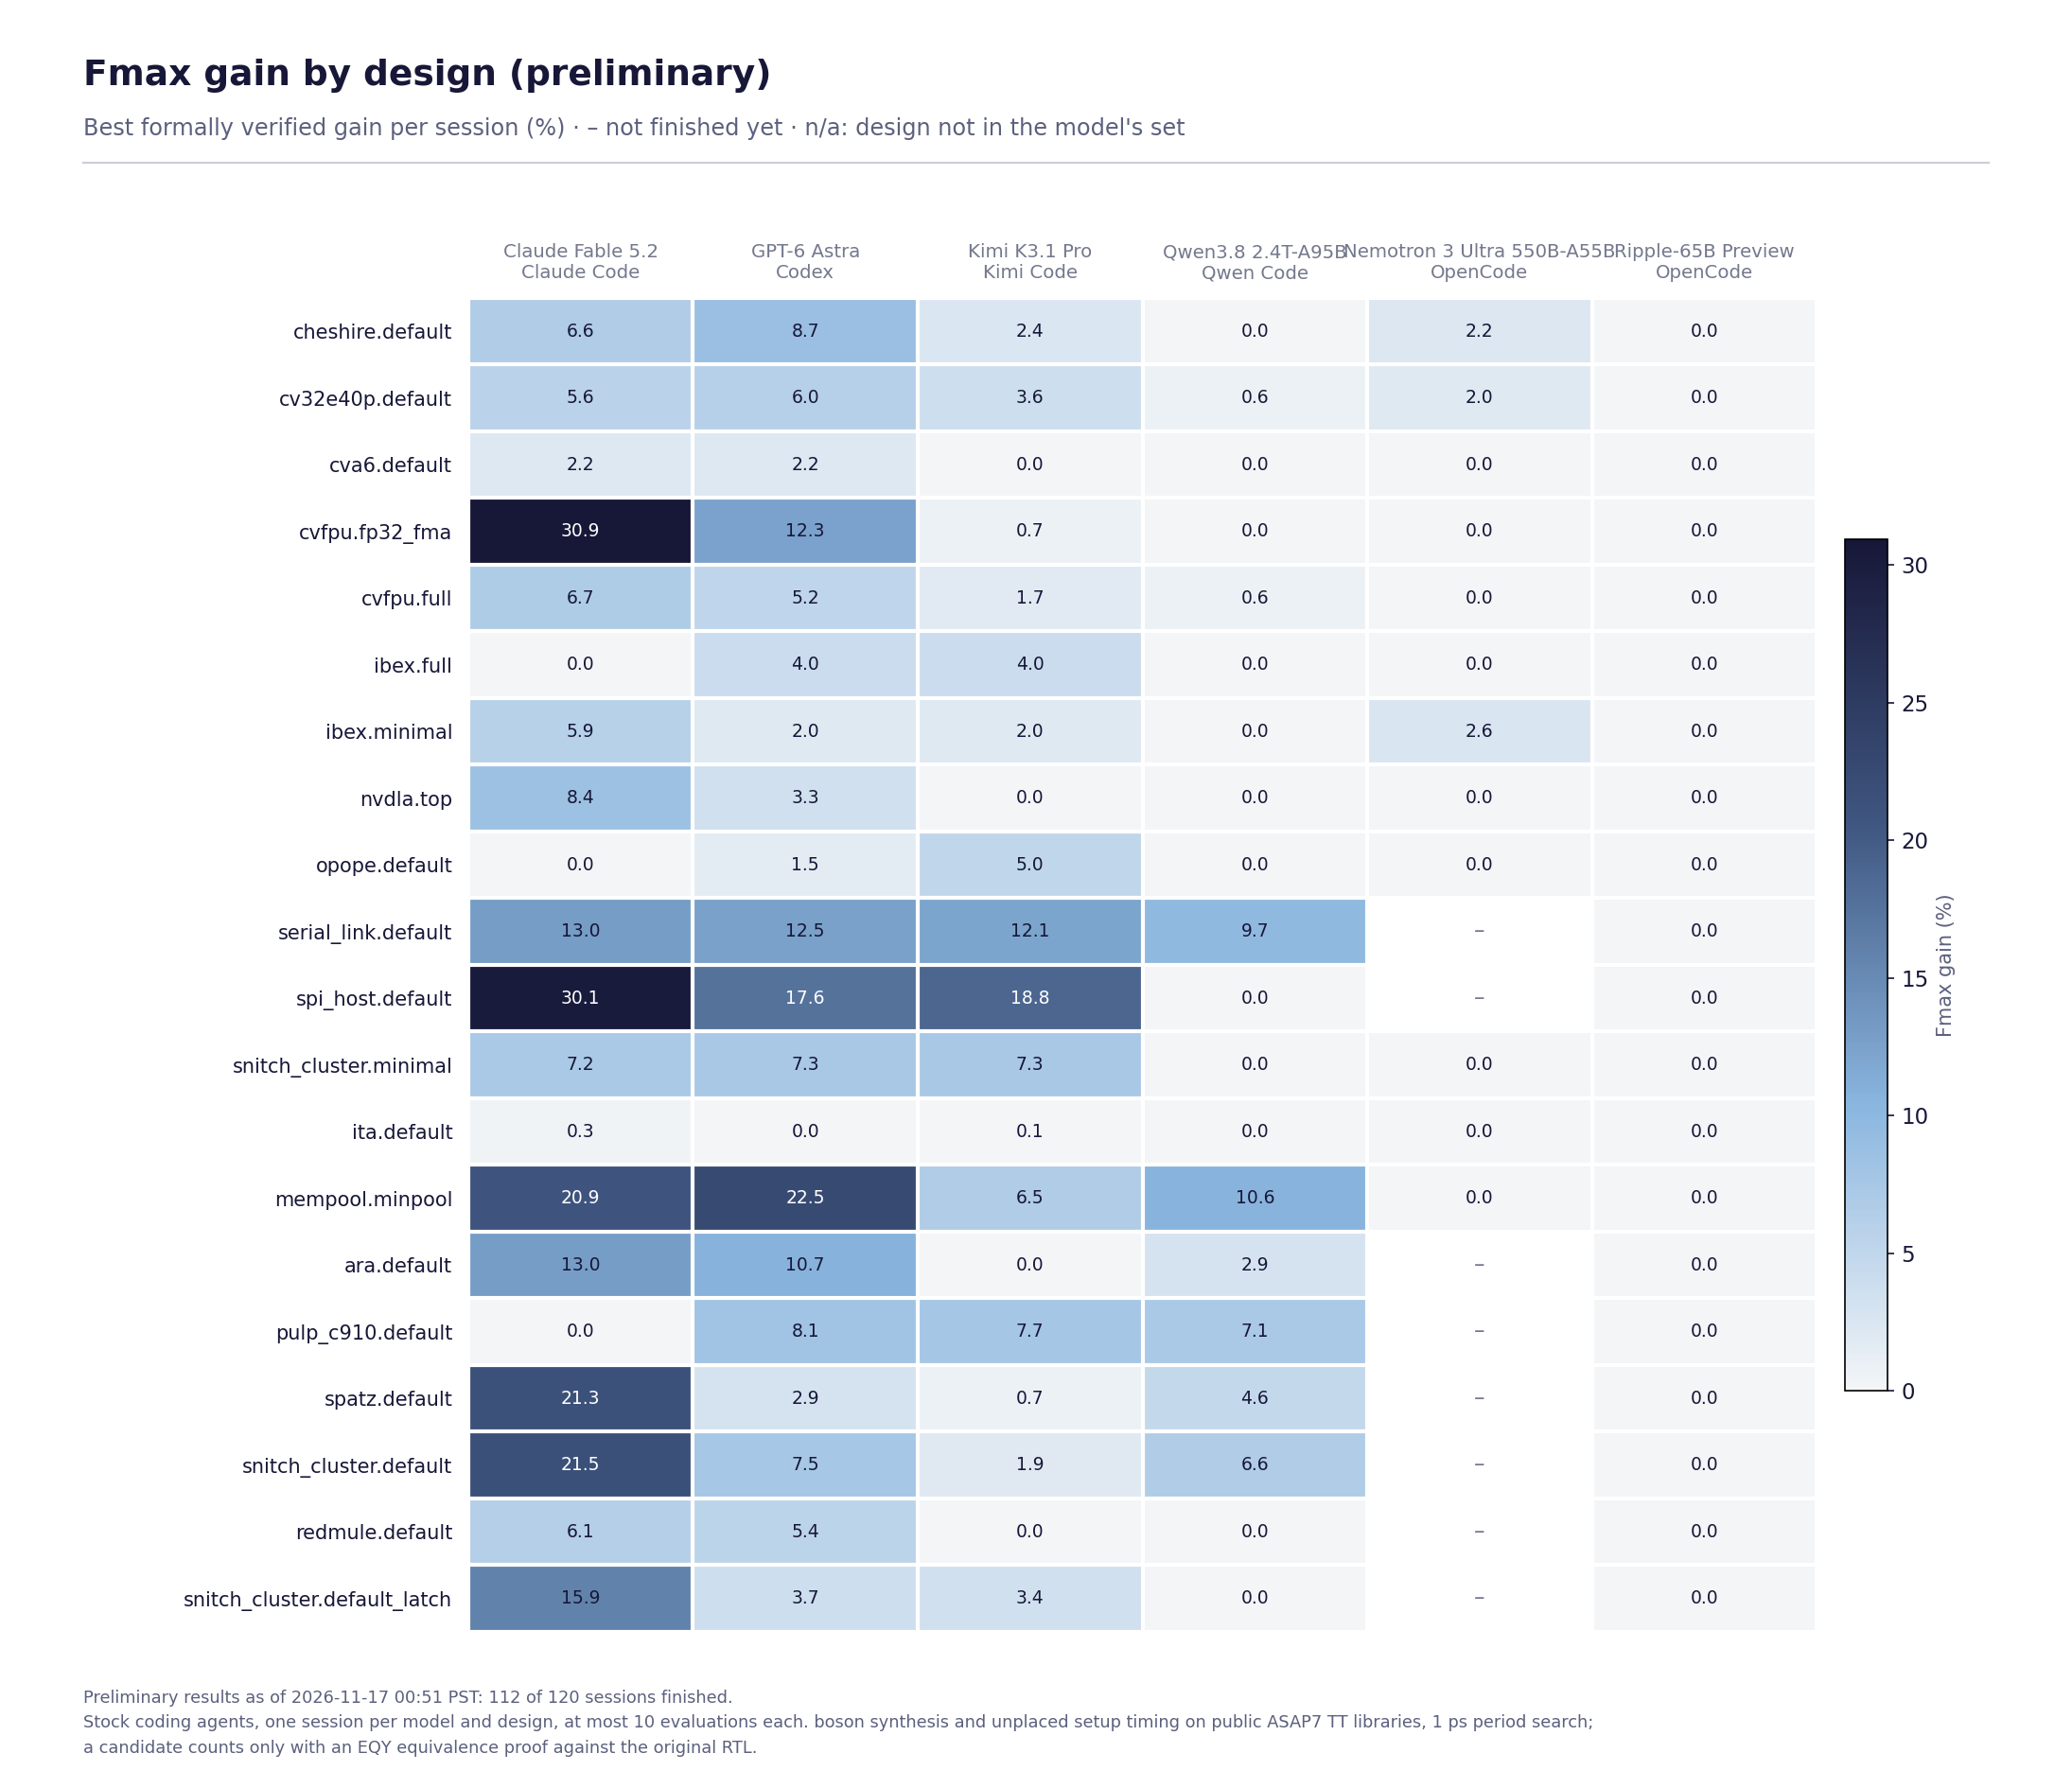 Fmax gain by design (preliminary)
Best formally verified gain per session (%) · – not finished yet · n/a: design not in the model's set
Claude Fable 5.2 GPT-6 Astra Kimi K3.1 Pro Qwen3.8 2.4T-A95B Nemotron 3 Ultra 550B-A55B Ripple-65B Preview
Claude Code Codex Kimi Code Qwen Code OpenCode OpenCode
cheshire.default 6.6 8.7 2.4 0.0 2.2 0.0
cv32e40p.default 5.6 6.0 3.6 0.6 2.0 0.0
cva6.default 2.2 2.2 0.0 0.0 0.0 0.0
cvfpu.fp32_fma 30.9 12.3 0.7 0.0 0.0 0.0
cvfpu.full 6.7 5.2 1.7 0.6 0.0 0.0
ibex.full 0.0 4.0 4.0 0.0 0.0 0.0
ibex.minimal 5.9 2.0 2.0 0.0 2.6 0.0
nvdla.top 8.4 3.3 0.0 0.0 0.0 0.0
opope.default 0.0 1.5 5.0 0.0 0.0 0.0
serial_link.default 13.0 12.5 12.1 9.7 – 0.0
spi_host.default 30.1 17.6 18.8 0.0 – 0.0
snitch_cluster.minimal 7.2 7.3 7.3 0.0 0.0 0.0
ita.default 0.3 0.0 0.1 0.0 0.0 0.0
mempool.minpool 20.9 22.5 6.5 10.6 0.0 0.0
ara.default 13.0 10.7 0.0 2.9 – 0.0
pulp_c910.default 0.0 8.1 7.7 7.1 – 0.0
spatz.default 21.3 2.9 0.7 4.6 – 0.0
snitch_cluster.default 21.5 7.5 1.9 6.6 – 0.0
redmule.default 6.1 5.4 0.0 0.0 – 0.0
snitch_cluster.default_latch 15.9 3.7 3.4 0.0 – 0.0
30
25
20
15
10
5
0
Fmax gain (%)
Preliminary results as of 2026-11-17 00:51 PST: 112 of 120 sessions finished.
Stock coding agents, one session per model and design, at most 10 evaluations each. boson synthesis and unplaced setup timing on public ASAP7 TT libraries, 1 ps period search;
a candidate counts only with an EQY equivalence proof against the original RTL.